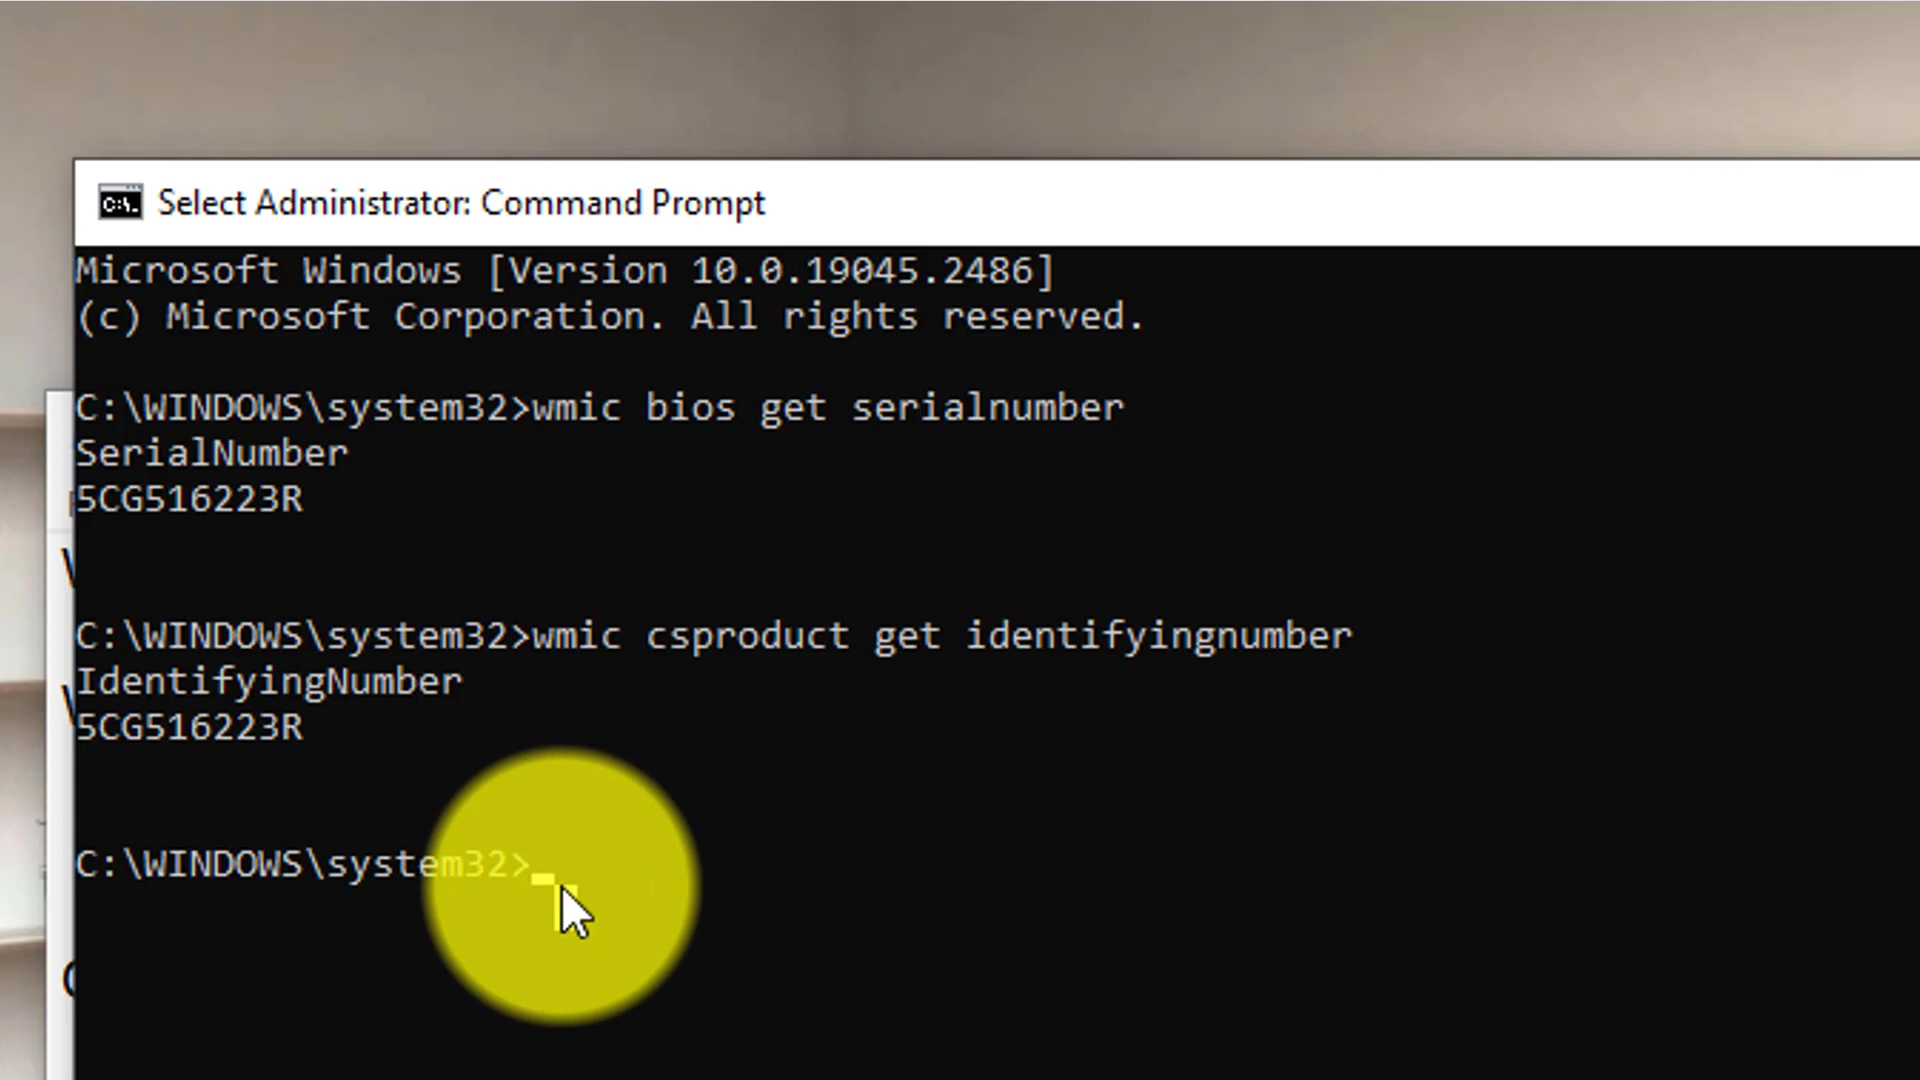 Select Administrator: Command Prompt
Microsoft Windows [Version 10.0.19045.2486]
(c) Microsoft Corporation. All rights reserved.
C:\WINDOWS\system32>wmic bios get serialnumber
SerialNumber
5CG516223R
C:\WINDOWS\system32>wmic csproduct get identifyingnumber
IdentifyingNumber
5CG516223R
C:\WINDOWS\system32>